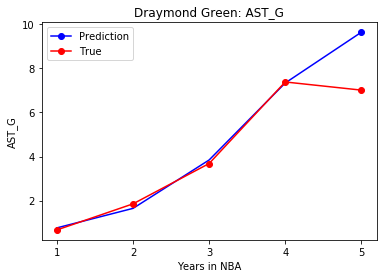 Draymond Green: AST_G
Prediction
True
AST_G
10
8
6
4
2
1
2
3
4
5
Years in NBA